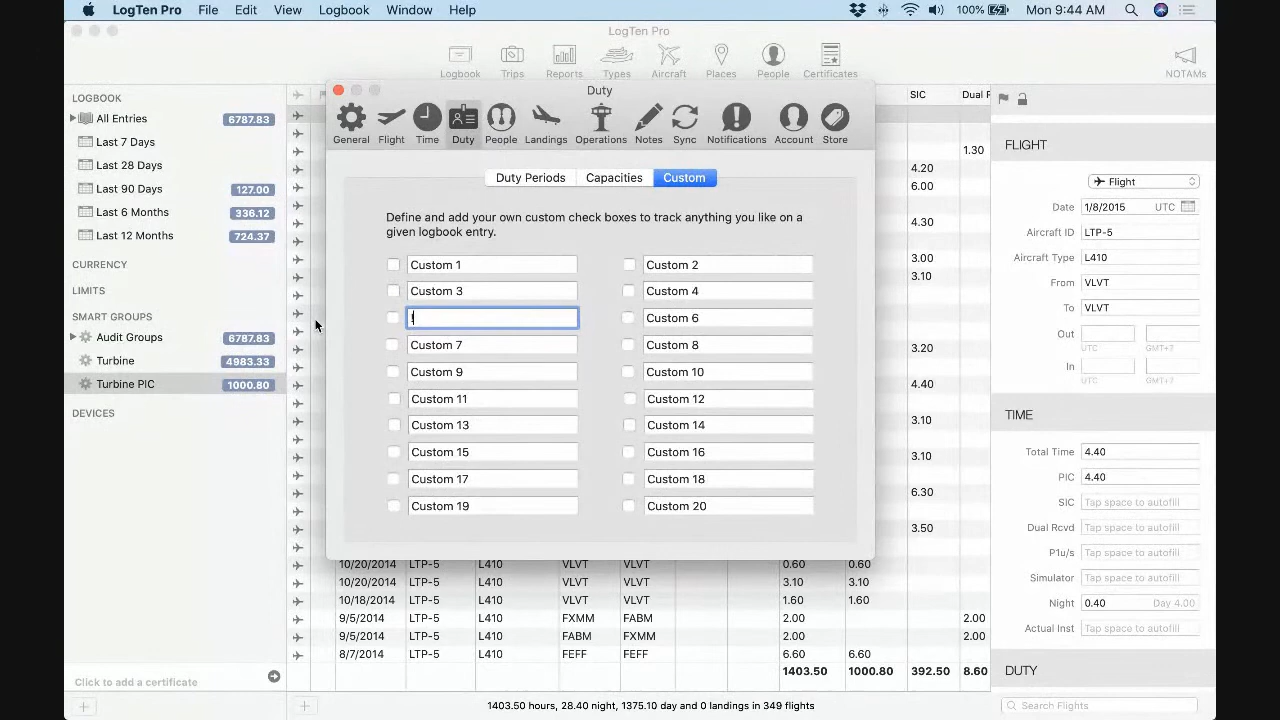 LogTen Pro File Edit View Logbook Window Help 100% Mon 9:44 AM
LogTen Pro
Logbook Trips Reports Types Aircraft Places People Certificates NOTAMs
LOGBOOK
All Entries 6787.83
Last 7 Days
Last 28 Days
Last 90 Days 127.00
Last 6 Months 336.12
Last 12 Months 724.37
CURRENCY
LIMITS
SMART GROUPS
Audit Groups 6787.83
Turbine 4983.33
Turbine PIC 1000.80
DEVICES
Click to add a certificate
Duty
General Flight Time Duty People Landings Operations Notes Sync Notifications Account Store
Duty Periods Capacities Custom
Define and add your own custom check boxes to track anything you like on a
given logbook entry.
Custom 1 Custom 2
Custom 3 Custom 4
Custom 6
Custom 7 Custom 8
Custom 9 Custom 10
Custom 11 Custom 12
Custom 13 Custom 14
Custom 15 Custom 16
Custom 17 Custom 18
Custom 19 Custom 20
SIC Dual
1.30
4.20
6.00
4.30
3.00
3.10
3.20
4.40
3.10
3.10
6.30
3.50
10/20/2014 LTP-5 L410 VLVT VLVT 0.60 0.60
10/20/2014 LTP-5 L410 VLVT VLVT 3.10 3.10
10/18/2014 LTP-5 L410 VLVT VLVT 1.60 1.60
9/5/2014 LTP-5 L410 FXMM FABM 2.00 2.00
9/5/2014 LTP-5 L410 FABM FXMM 2.00 2.00
8/7/2014 LTP-5 L410 FEFF FEFF 6.60 6.60
1403.50 1000.80 392.50 8.60
1403.50 hours, 28.40 night, 1375.10 day and 0 landings in 349 flights
FLIGHT
Flight
Date 1/8/2015 UTC
Aircraft ID LTP-5
Aircraft Type L410
From VLVT
To VLVT
Out
UTC GMT+7
In
UTC GMT+7
TIME
Total Time 4.40
PIC 4.40
SIC Tap space to autofill
Dual Rcvd Tap space to autofill
P1u/s Tap space to autofill
Simulator Tap space to autofill
Night 0.40 Day 4.00
Actual Inst Tap space to autofill
DUTY
Search Flights